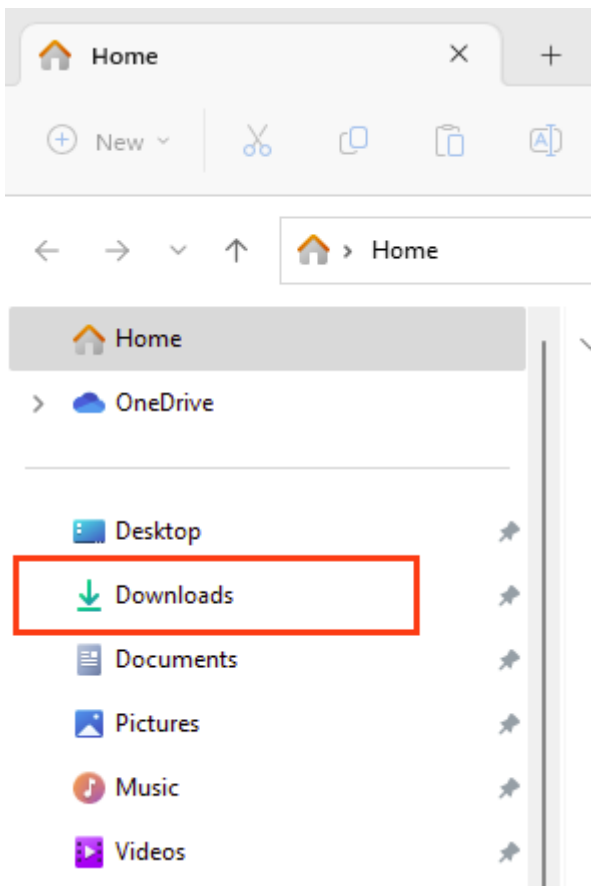 Home
New
Home
Home
OneDrive
Desktop
Downloads
Documents
Pictures
Music
Videos